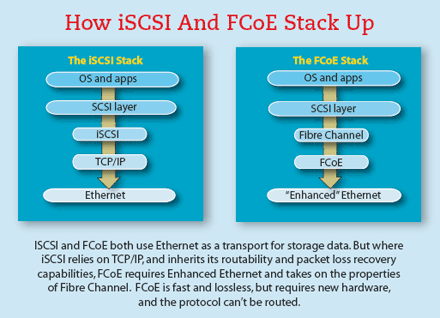 How iSCSI And FCoE Stack Up
The iSCSI Stack
OS and apps
SCSI layer
iSCSI
TCP/IP
Ethernet
The FCoE Stack
OS and apps
SCSI layer
Fibre Channel
FCoE
“Enhanced” Ethernet
ISCSI and FCoE both use Ethernet as a transport for storage data. But where
iSCSI relies on TCP/IP, and inherits its routability and packet loss recovery
capabilities, FCoE requires Enhanced Ethernet and takes on the properties
of Fibre Channel. FCoE is fast and lossless, but requires new hardware,
and the protocol can’t be routed.